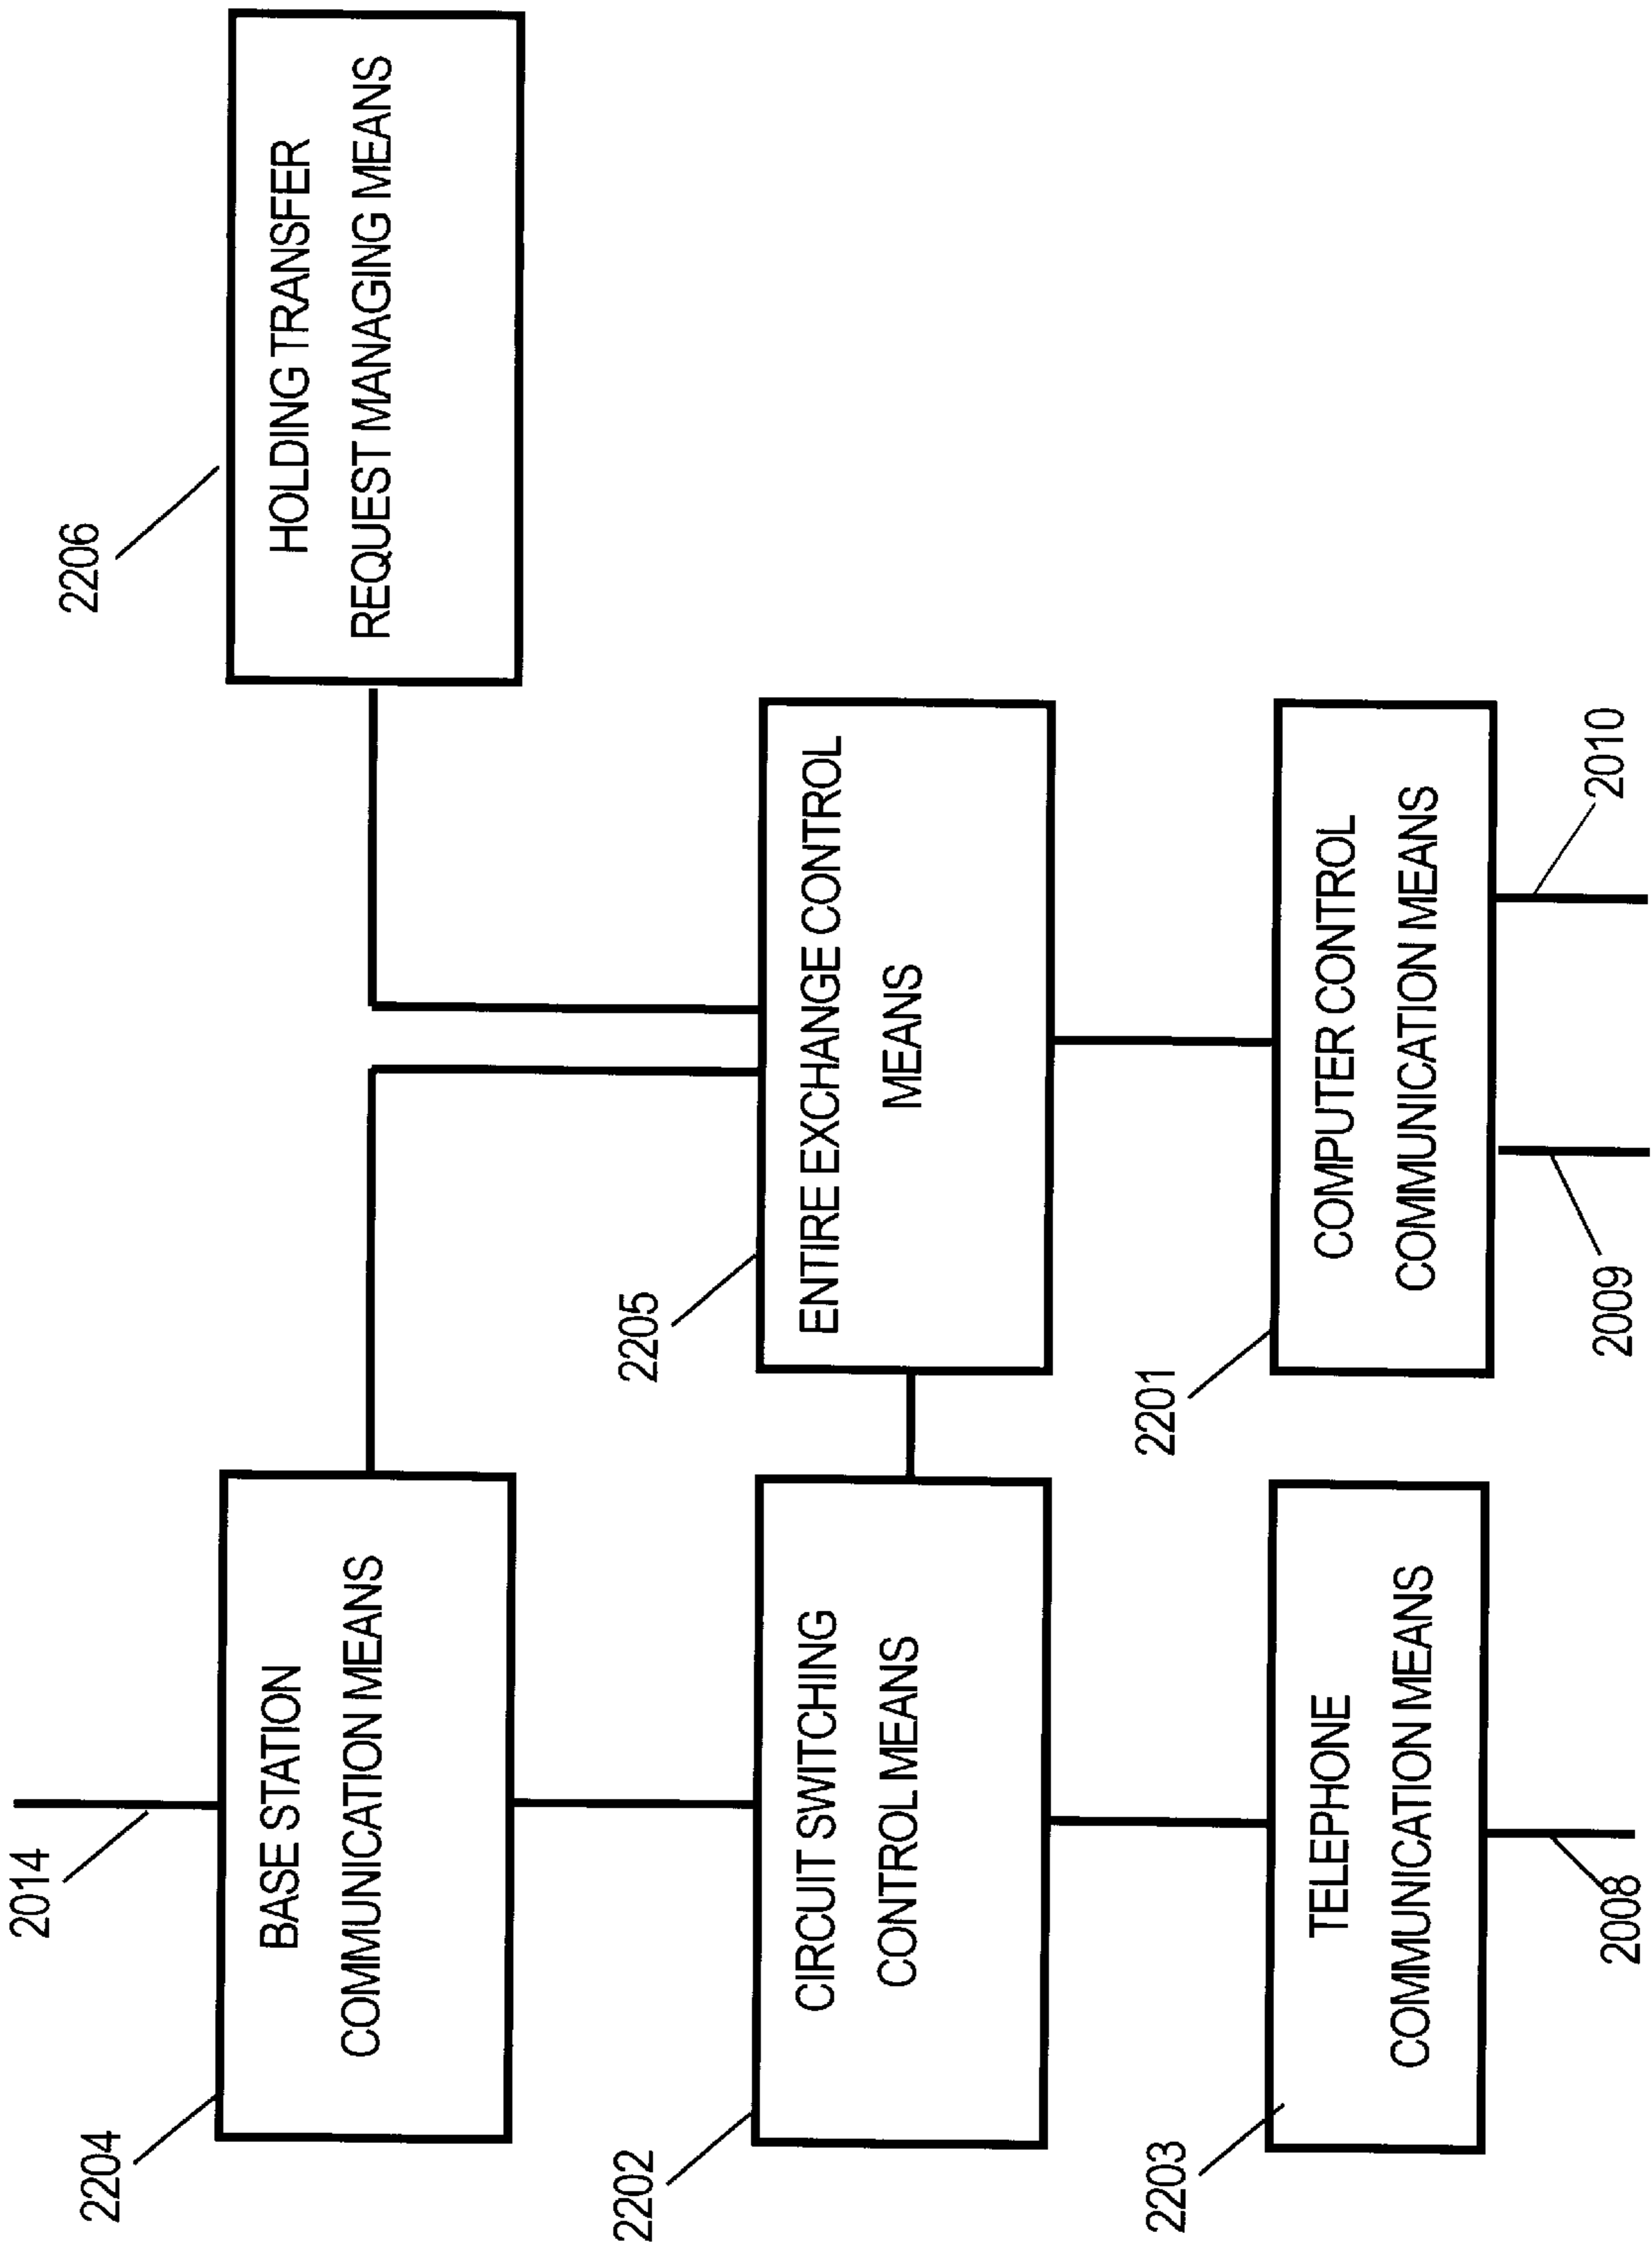 2014
2204
BASE STATION
COMMUNICATION MEANS
2206
HOLDING TRANSFER
REQUEST MANAGING MEANS
2202
CIRCUIT SWITCHING
CONTROL MEANS
2205
ENTIRE EXCHANGE CONTROL
MEANS
2203
TELEPHONE
COMMUNICATION MEANS
2201
COMPUTER CONTROL
COMMUNICATION MEANS
2008
2009
2010